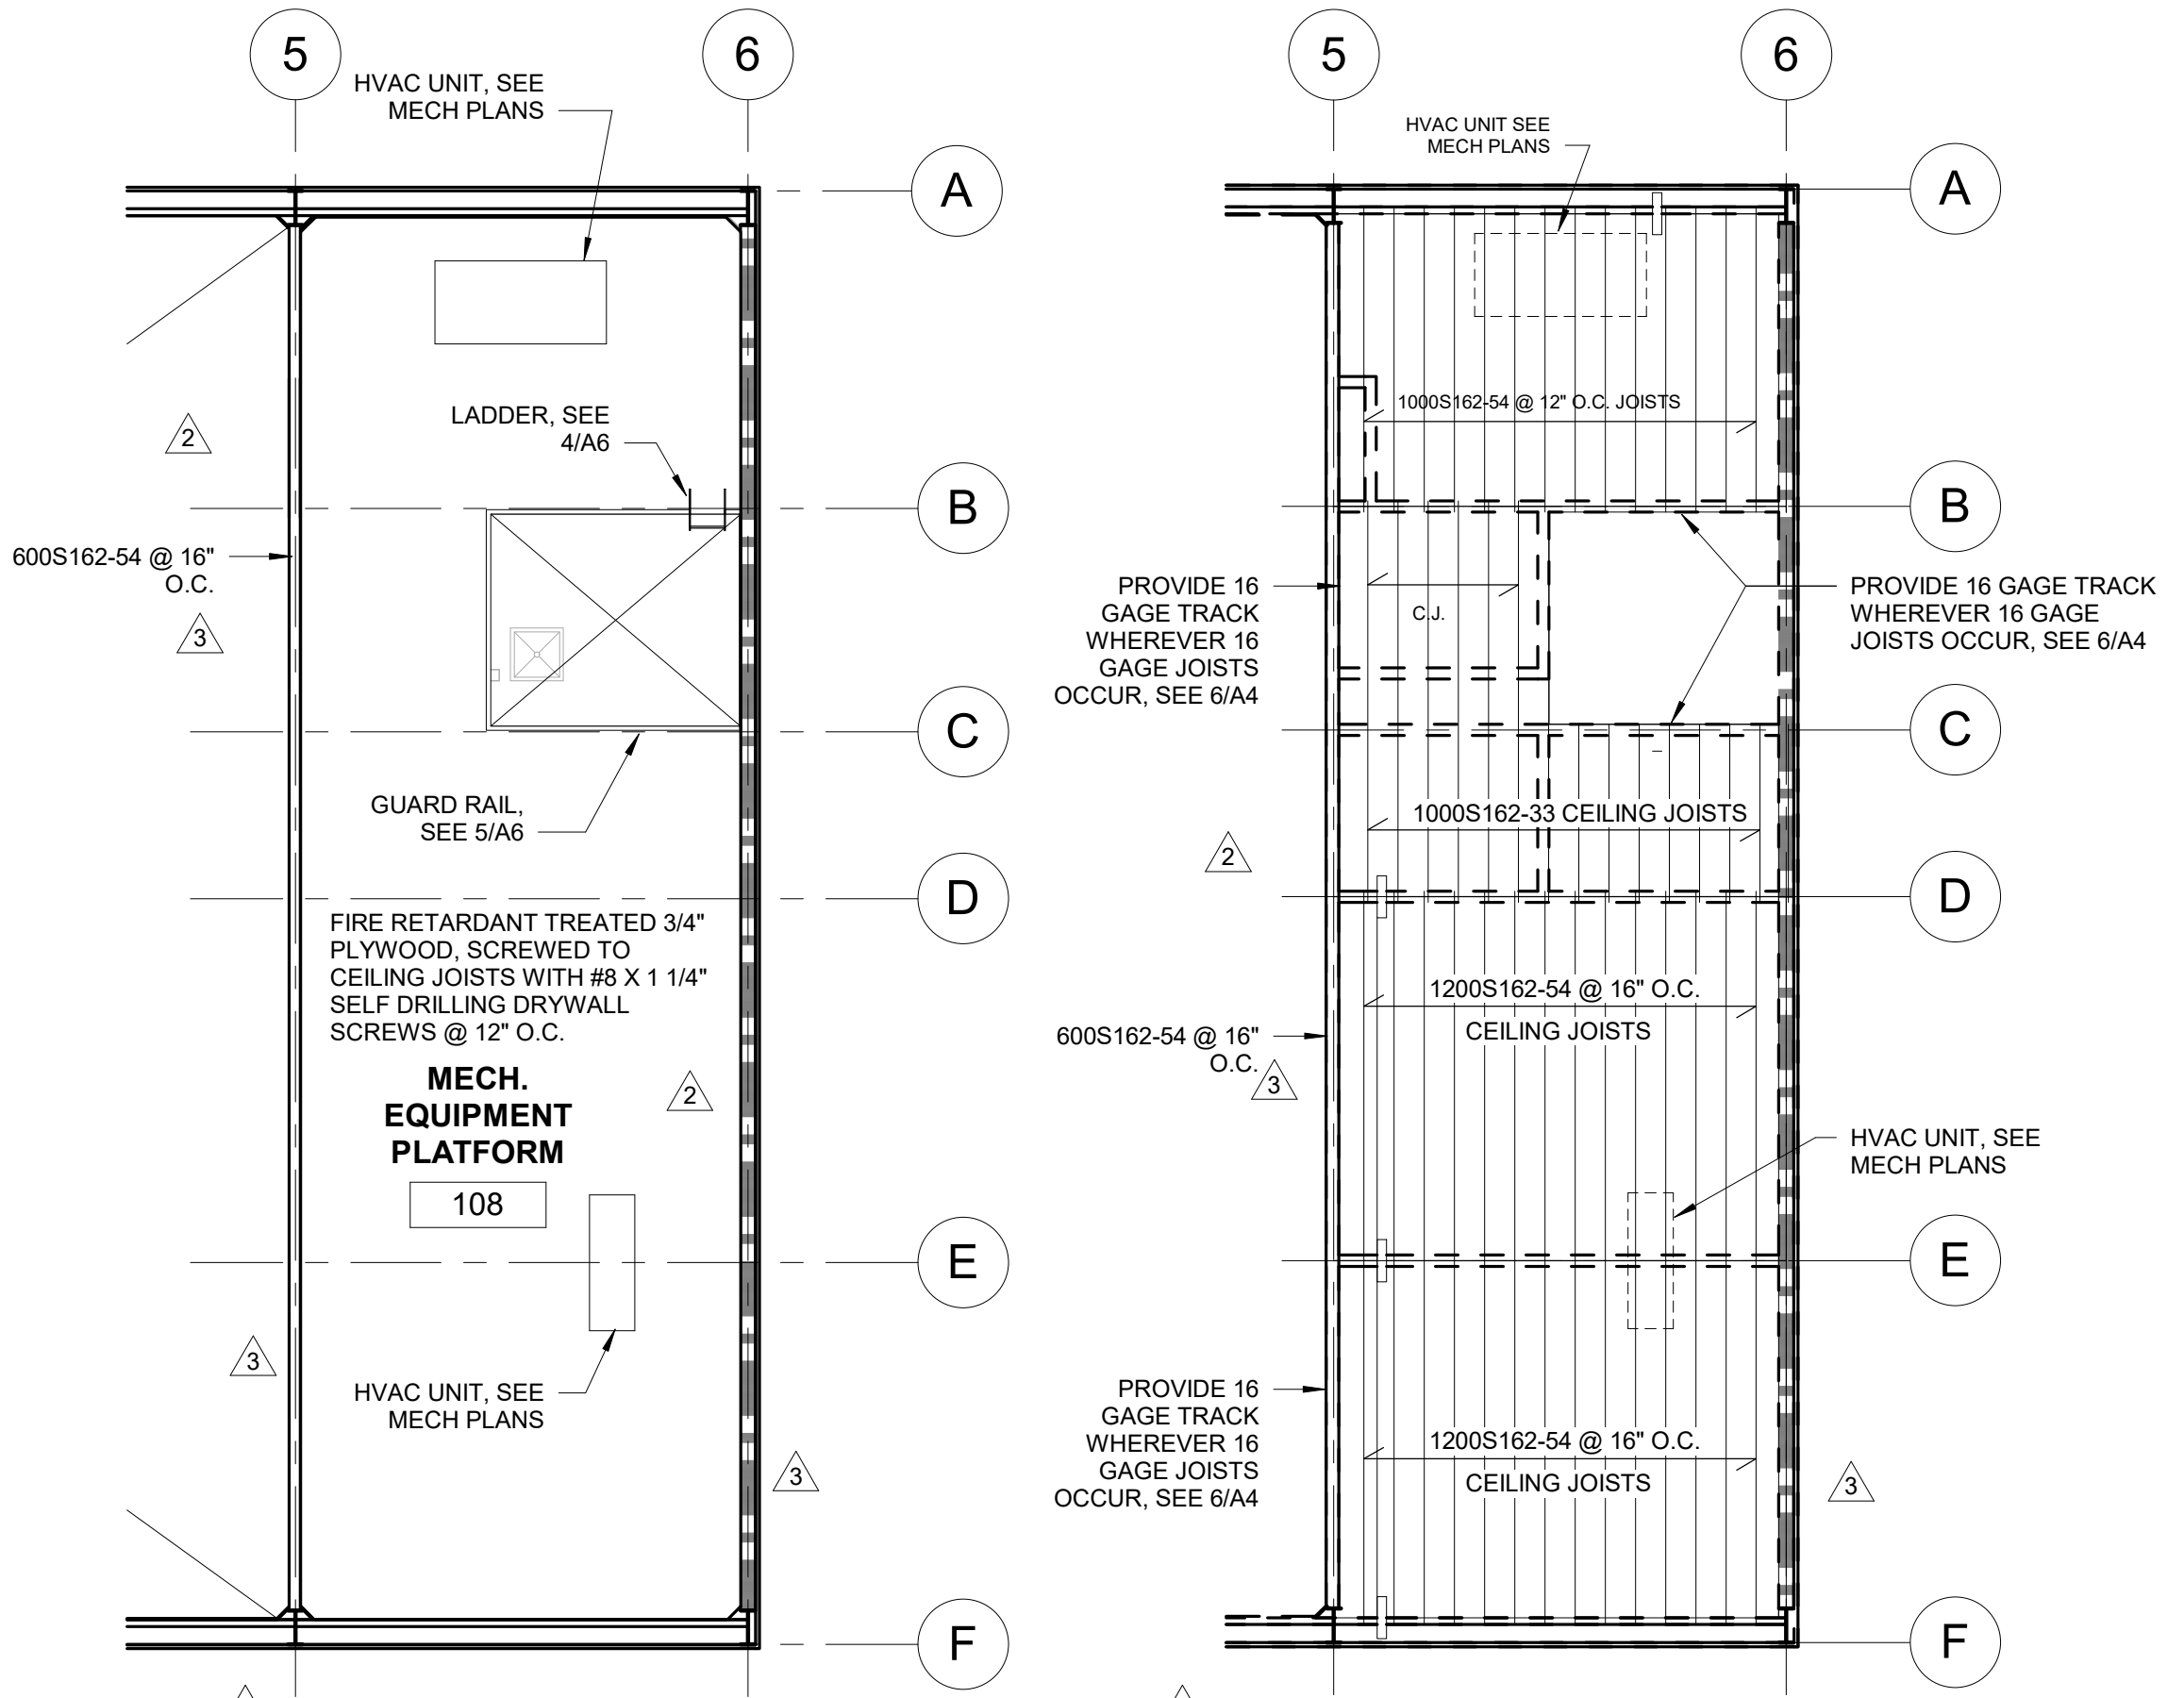 5
6
HVAC UNIT, SEE
MECH PLANS
A
LADDER, SEE
4/A6
2
B
600S162-54 @ 16"
O.C.
3
C
GUARD RAIL,
SEE 5/A6
D
FIRE RETARDANT TREATED 3/4"
PLYWOOD, SCREWED TO
CEILING JOISTS WITH #8 X 1 1/4"
SELF DRILLING DRYWALL
SCREWS @ 12" O.C.
MECH.
EQUIPMENT
PLATFORM
2
108
E
3
HVAC UNIT, SEE
MECH PLANS
3
F
5
6
HVAC UNIT SEE
MECH PLANS
A
1000S162-54 @ 12" O.C. JOISTS
B
PROVIDE 16
GAGE TRACK
WHEREVER 16
GAGE JOISTS
OCCUR, SEE 6/A4
C.J.
PROVIDE 16 GAGE TRACK
WHEREVER 16 GAGE
JOISTS OCCUR, SEE 6/A4
C
1000S162-33 CEILING JOISTS
2
D
1200S162-54 @ 16" O.C.
CEILING JOISTS
600S162-54 @ 16"
O.C.
3
HVAC UNIT, SEE
MECH PLANS
E
PROVIDE 16
GAGE TRACK
WHEREVER 16
GAGE JOISTS
OCCUR, SEE 6/A4
1200S162-54 @ 16" O.C.
CEILING JOISTS
3
F